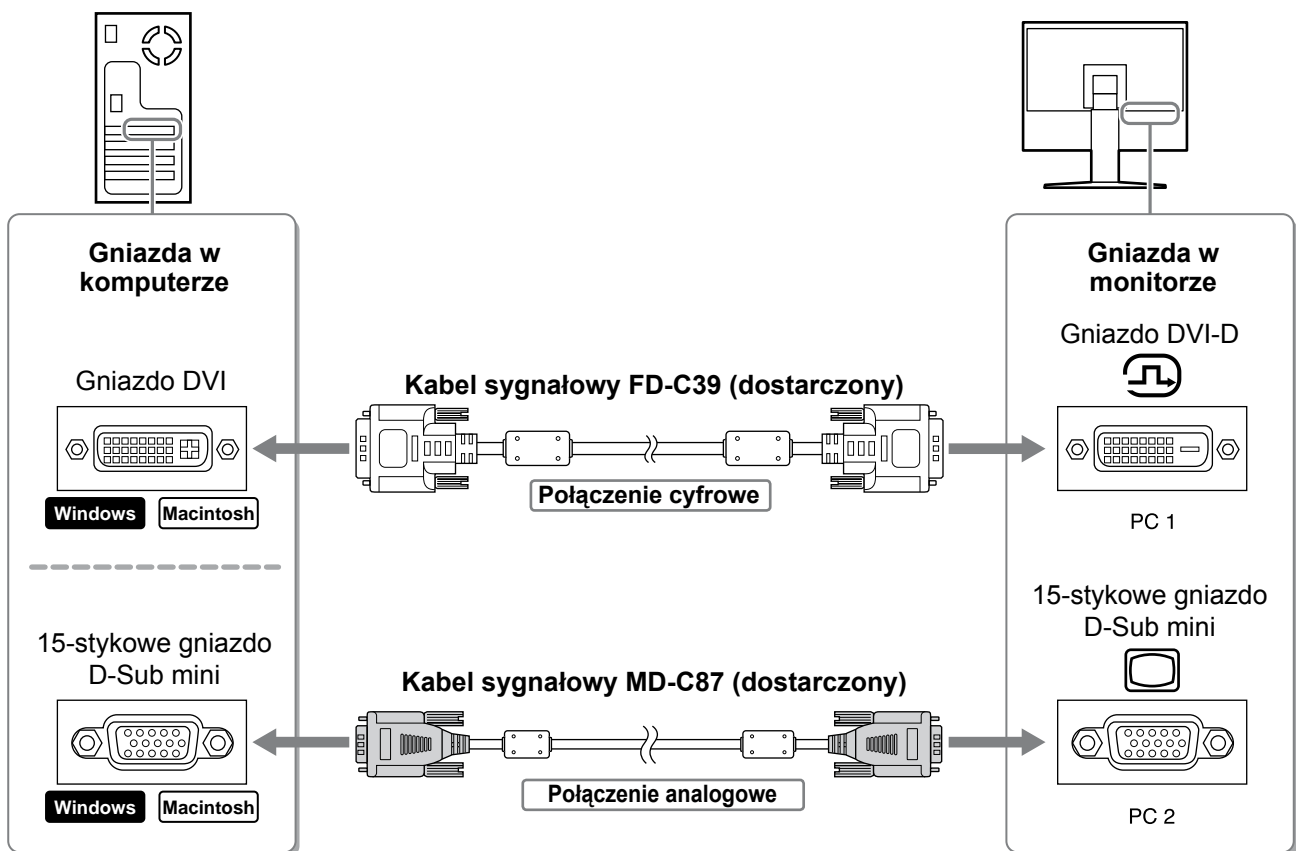 Gniazda w
komputerze
Gniazdo DVI
Windows Macintosh
15-stykowe gniazdo
D-Sub mini
Windows Macintosh
Kabel sygnałowy FD-C39 (dostarczony)
Połączenie cyfrowe
Kabel sygnałowy MD-C87 (dostarczony)
Połączenie analogowe
Gniazda w
monitorze
Gniazdo DVI-D
PC 1
15-stykowe gniazdo
D-Sub mini
PC 2